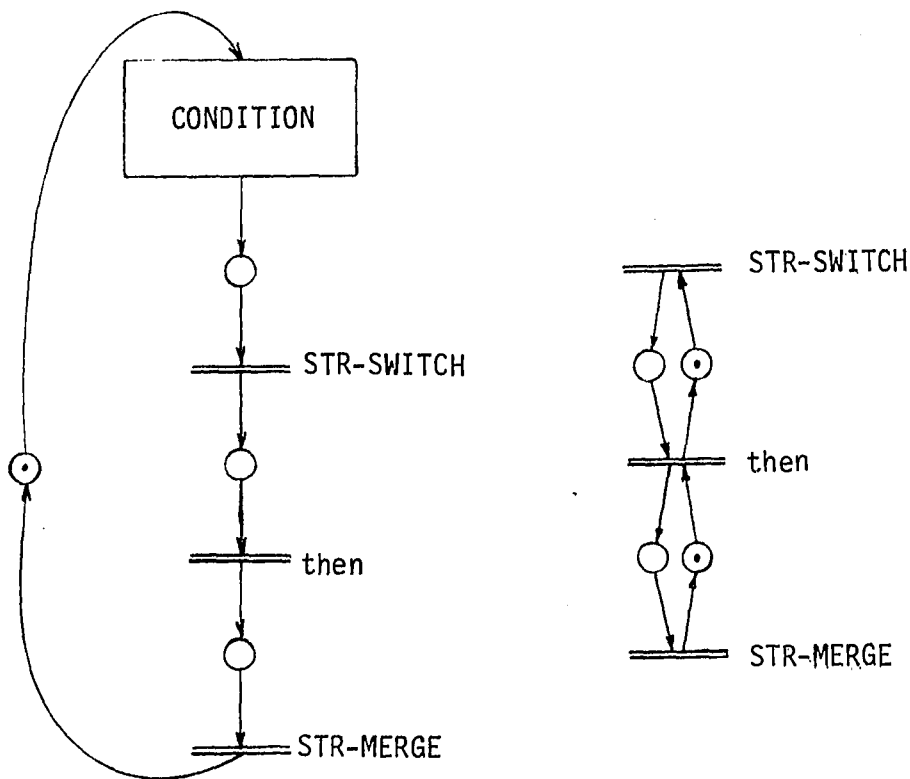 CONDITION
STR-SWITCH
then
STR-MERGE
STR-SWITCH
then
STR-MERGE